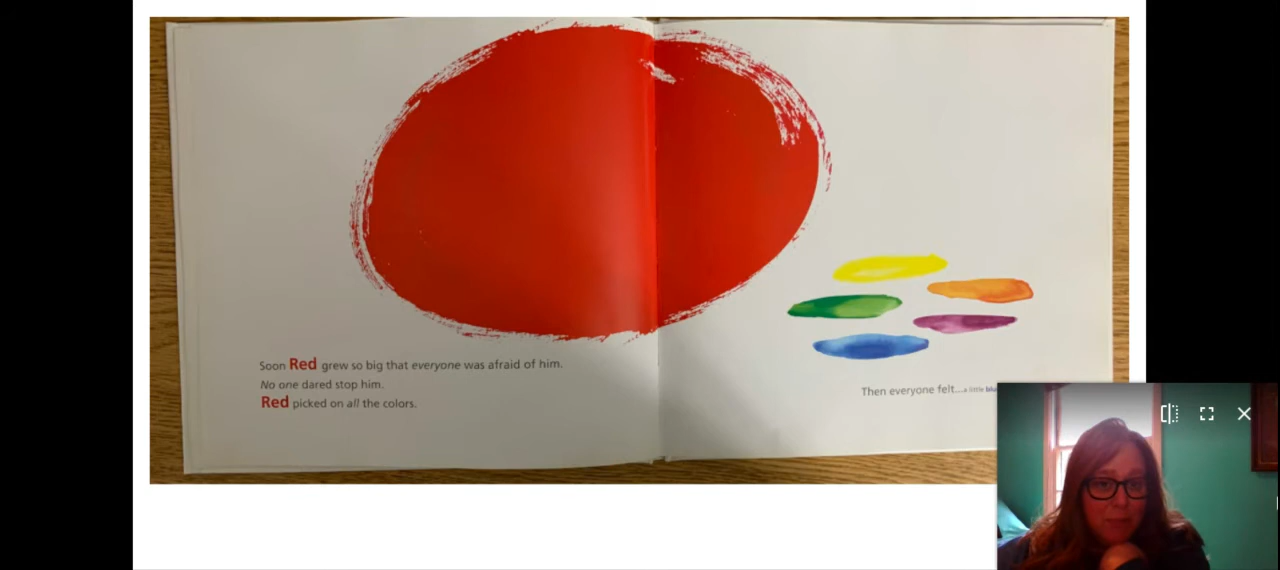 Soon Red grew so big that everyone was afraid of him.
No one dared stop him.
Red picked on all the colors.
Then everyone felt...a little